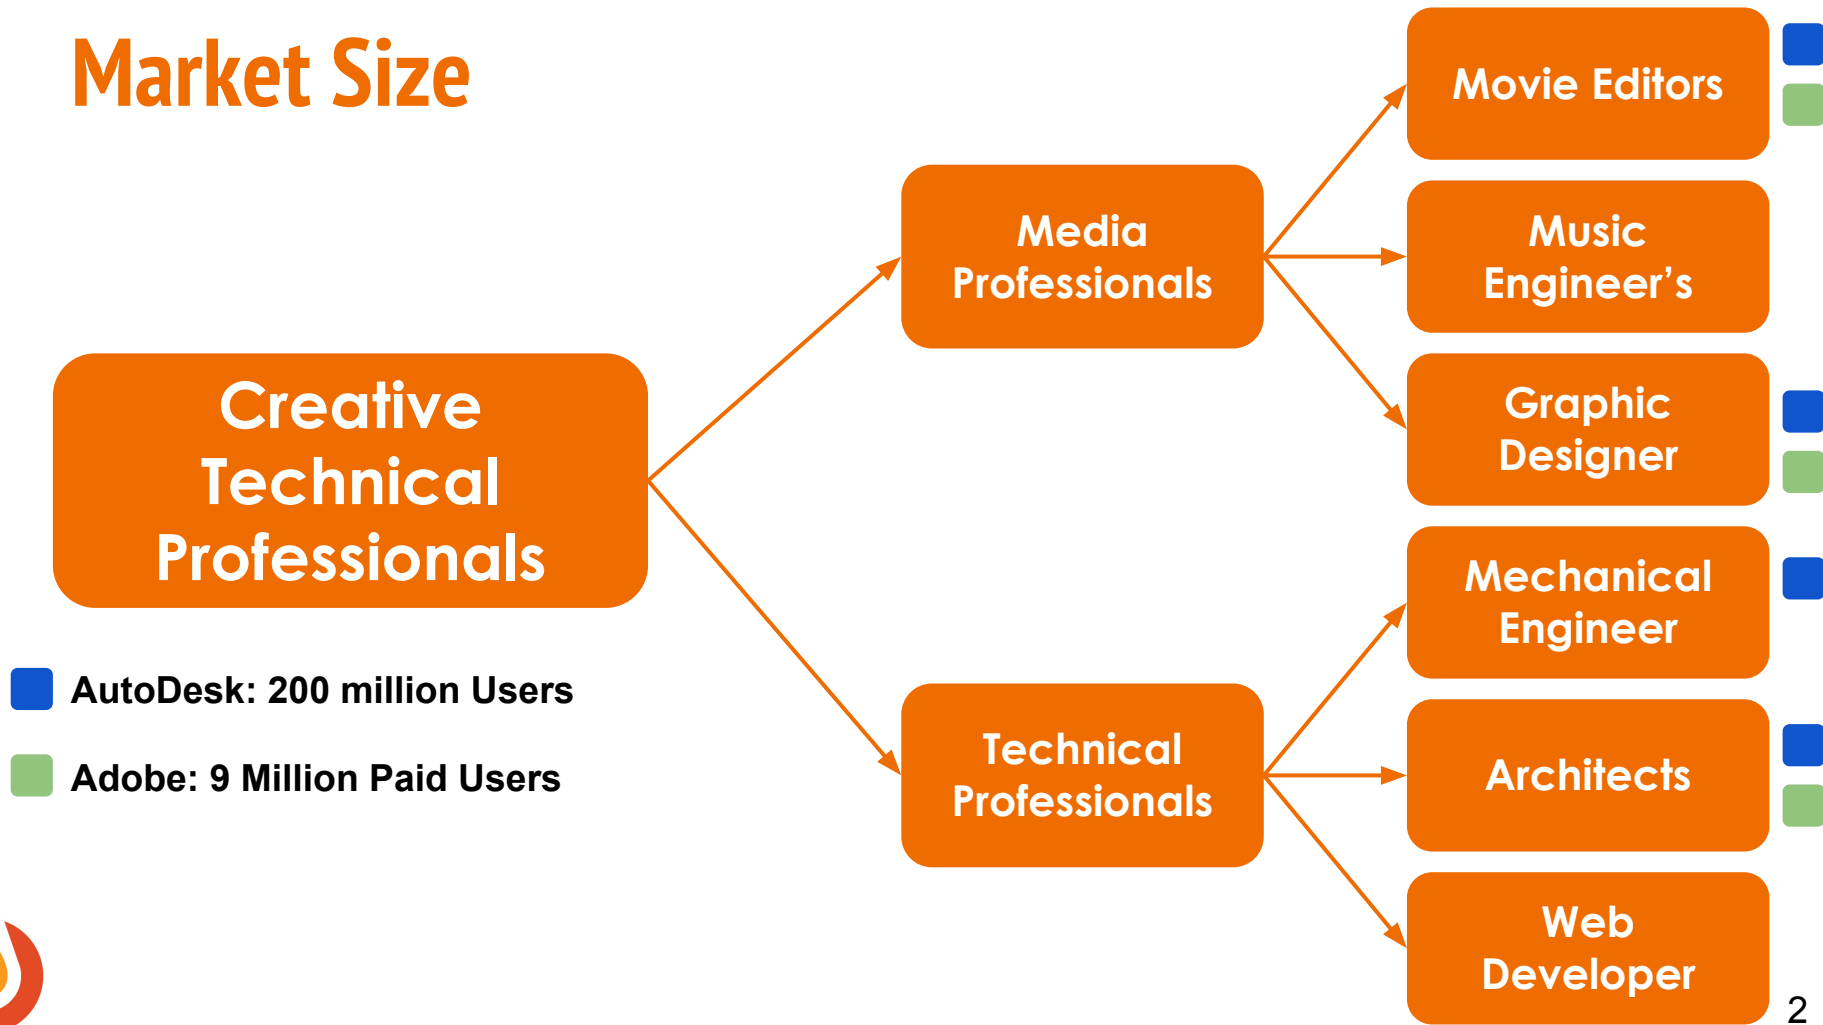 Market Size
Creative
Technical
Professionals
AutoDesk: 200 million Users
Adobe: 9 Million Paid Users
Media
Professionals
Technical
Professionals
Movie Editors
Music
Engineer’s
Graphic
Designer
Mechanical
Engineer
Architects
Web
Developer
2